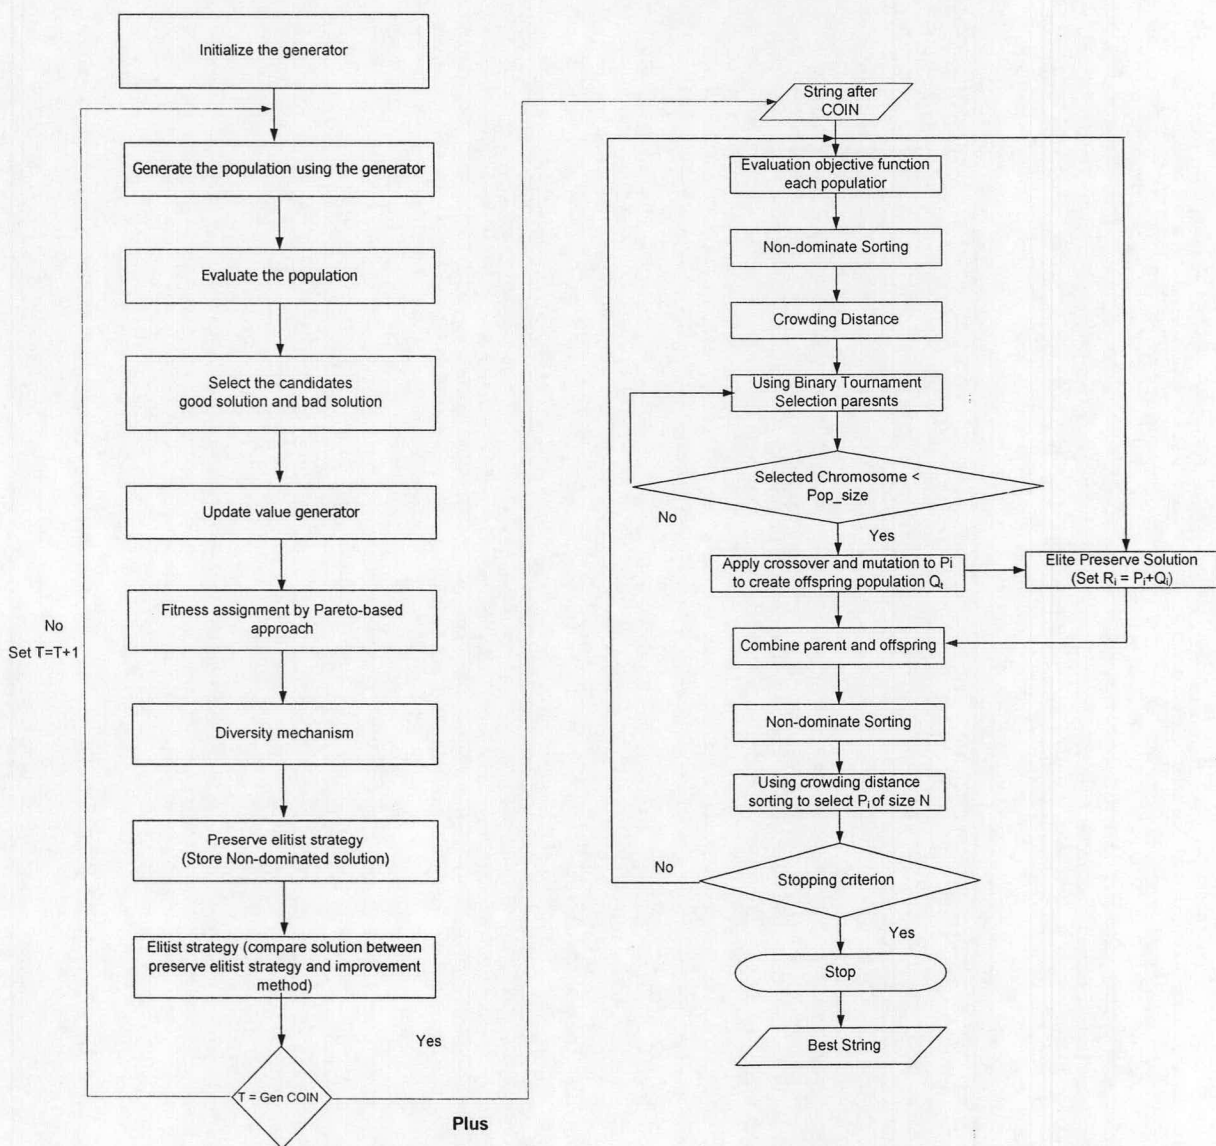 Initialize the generator
Generate the population using the generator
Evaluate the population
Select the candidates
good solution and bad solution
Update value generator
Fitness assignment by Pareto-based
approach
No
Set T=T+1
Diversity mechanism
Preserve elitist strategy
(Store Non-dominated solution)
Elitist strategy (compare solution between
preserve elitist strategy and improvement
method)
Yes
T = Gen COIN
Plus
String after
COIN
Evaluation objective function
each populatior
Non-dominate Sorting
Crowding Distance
Using Binary Tournament
Selection paresnts
Selected Chromosome <
Pop_size
No
Yes
Apply crossover and mutation to Pi
to create offspring population Qt
Elite Preserve Solution
(Set Ri = Pi+Qi)
Combine parent and offspring
Non-dominate Sorting
Using crowding distance
sorting to select Pi of size N
No
Stopping criterion
Yes
Stop
Best String